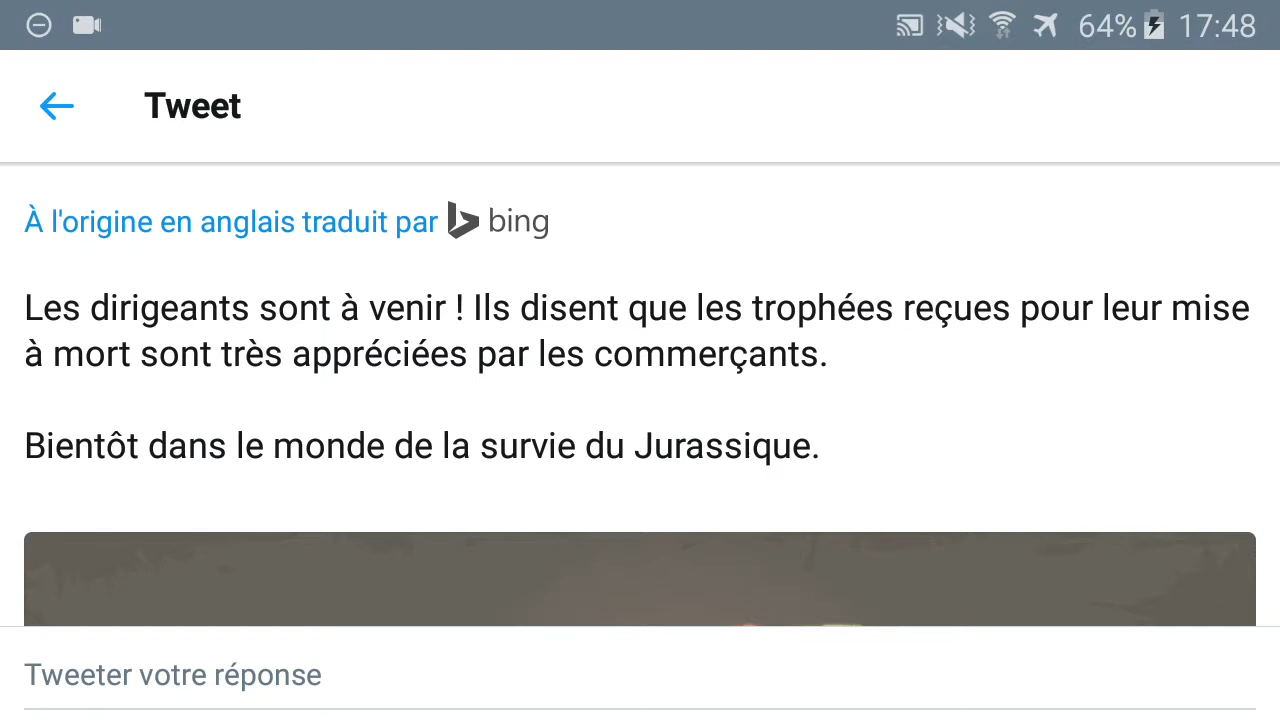 64% 17:48
Tweet
À l'origine en anglais traduit par bing
Les dirigeants sont à venir ! Ils disent que les trophées reçues pour leur mise
à mort sont très appréciées par les commerçants.
Bientôt dans le monde de la survie du Jurassique.
Tweeter votre réponse